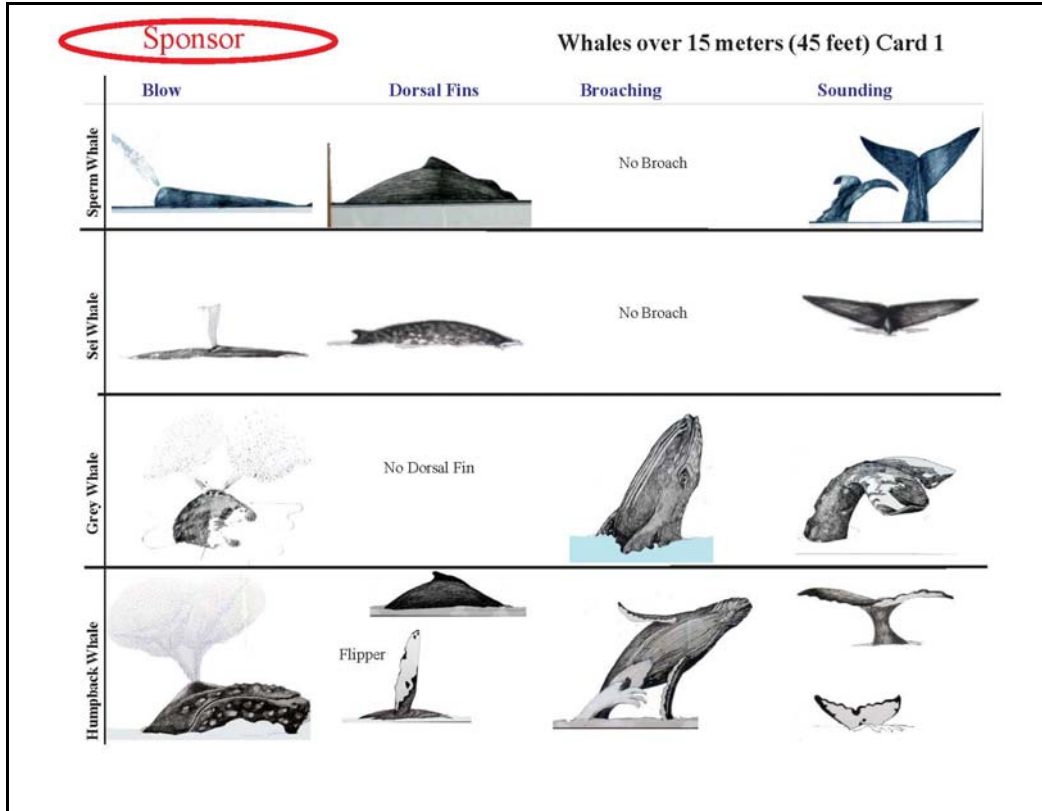 Sponsor
Whales over 15 meters (45 feet) Card 1
Blow Dorsal Fins Broaching Sounding
Sperm Whale
No Broach
Sei Whale
No Broach
Grey Whale
No Dorsal Fin
Humpback Whale
Flipper